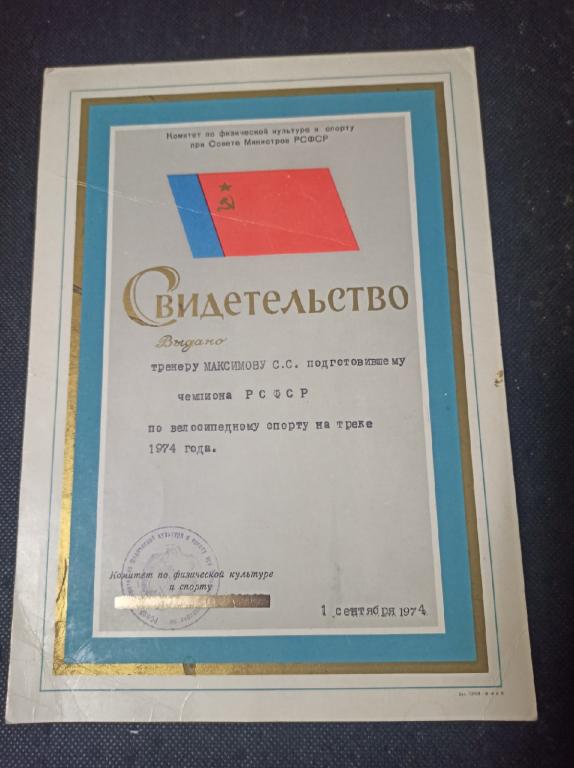 Комитет по физической культуре и спорту
при Совете Министров РСФСР
Свидетельство
Выдано
тренеру МАКСИМОВУ С.С. подготовившему
чемпиона Р С Ф С Р
по велосипедному спорту на треке
1974 года.
Комитет по физической культуре
и спорту
1 сентября 1974